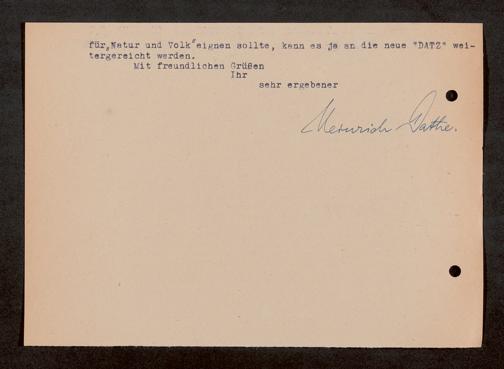 für„Natur und Volk"eignen sollte, kann es ja an die neue "DATZ" wei-
tergereicht werden.
Mit freundlichen Grüßen
Ihr
sehr ergebener
Heinrich Dathe.